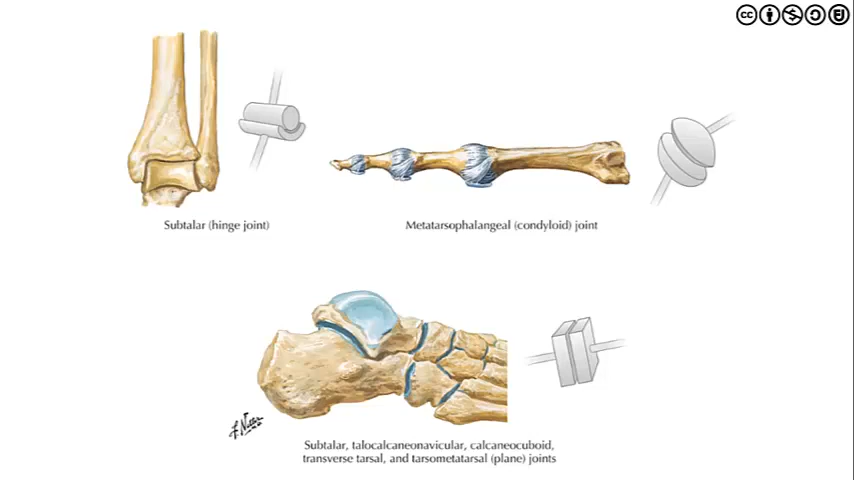 Subtalar (hinge joint)
Metatarsophalangeal (condyloid) joint
Subtalar, talocalcaneonavicular, calcaneocuboid,
transverse tarsal, and tarsometatarsal (plane) joints